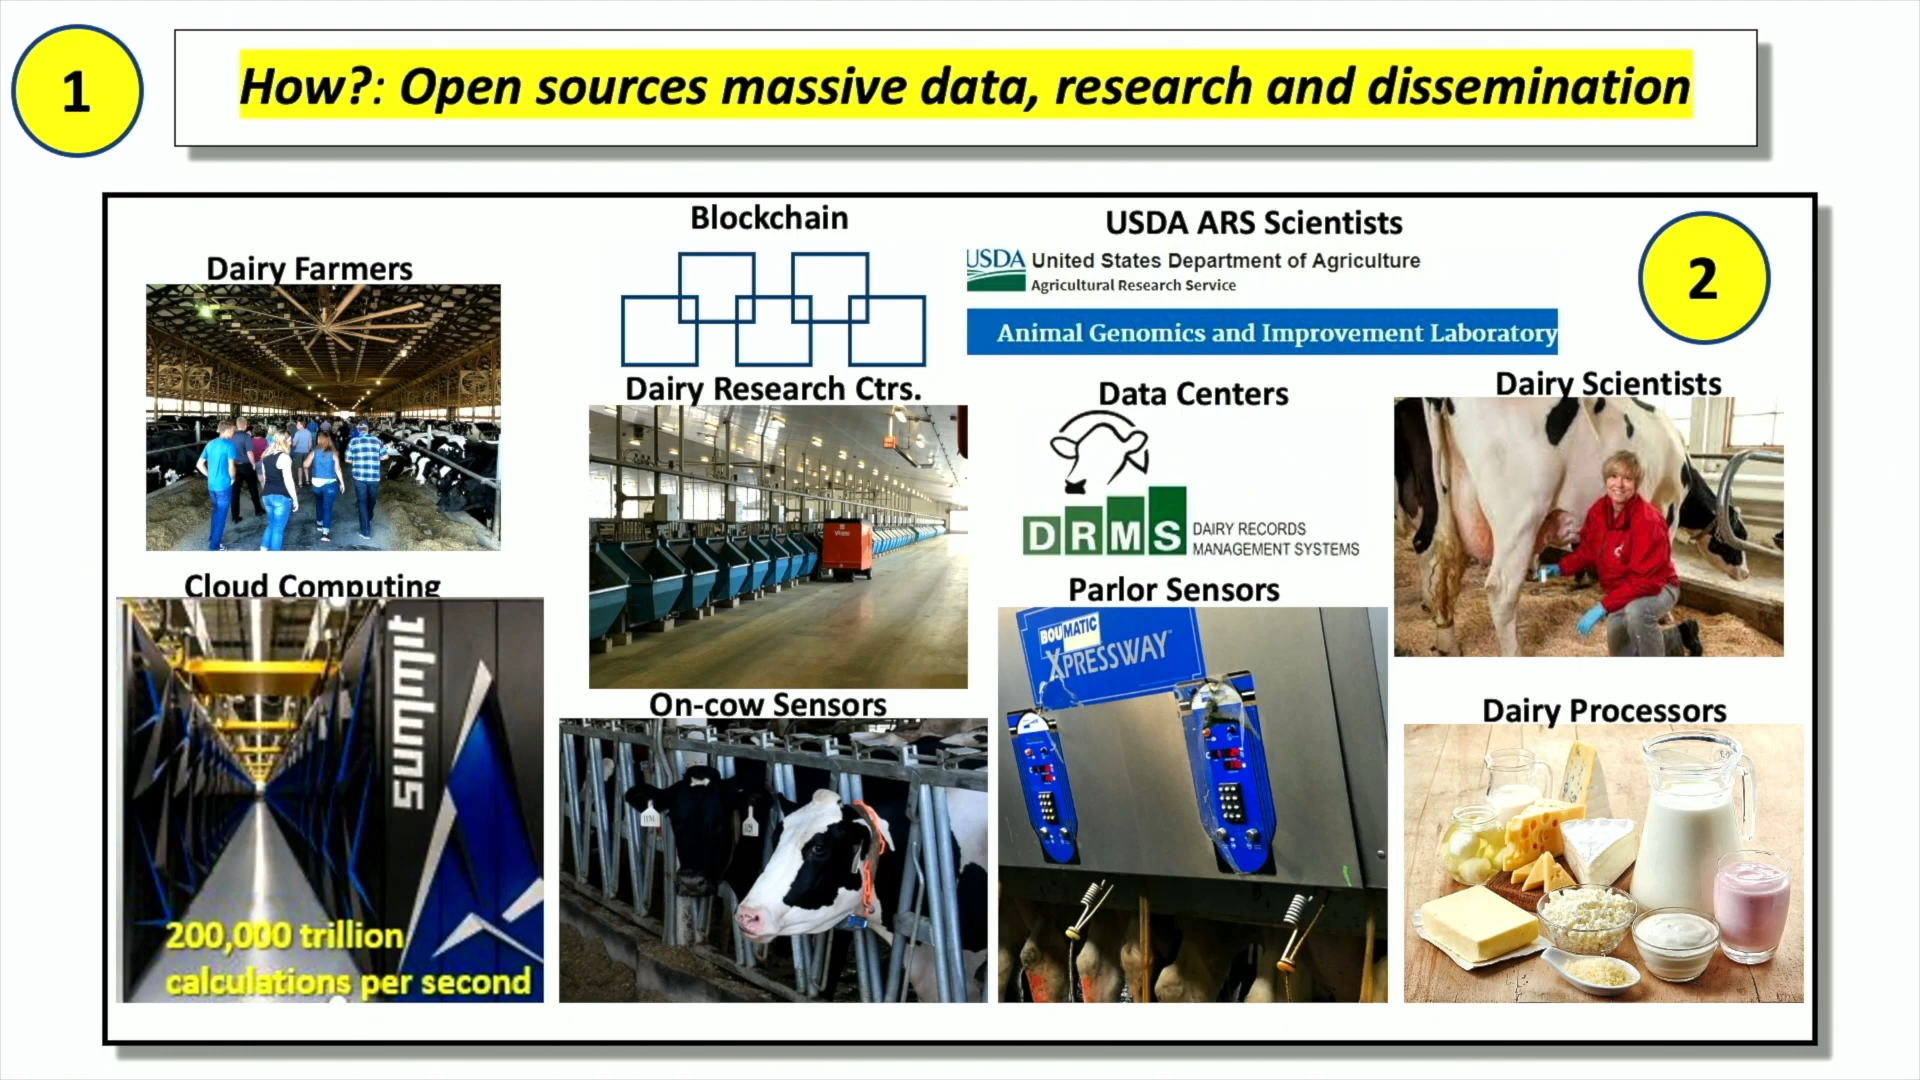 1
How?: Open sources massive data, research and dissemination
2
Blockchain
USDA ARS Scientists
USDA United States Department of Agriculture
Agricultural Research Service
Animal Genomics and Improvement Laboratory
Dairy Farmers
Dairy Research Ctrs.
Data Centers
DRMS DAIRY RECORDS
MANAGEMENT SYSTEMS
Dairy Scientists
Cloud Computing
summit
200,000 trillion
calculations per second
On-cow Sensors
Parlor Sensors
BOUMATIC
XPRESSWAY
Dairy Processors